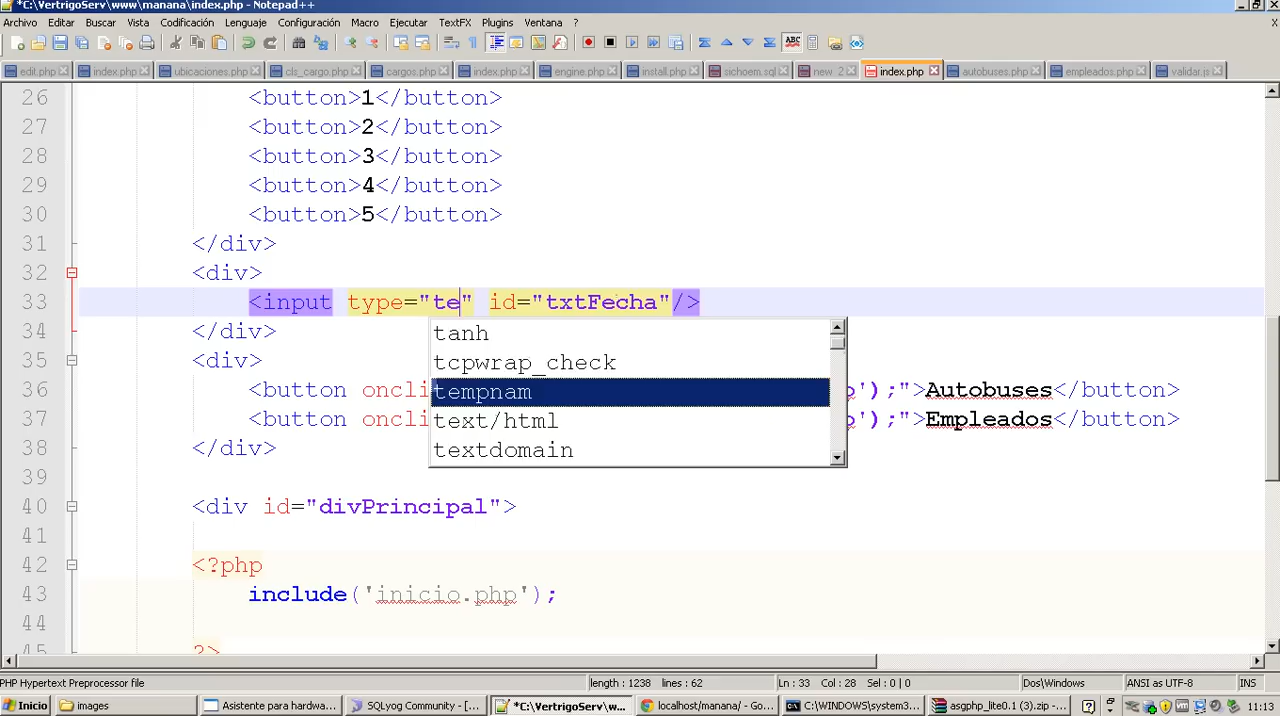 *C:\VertrigoServ\www\manana\index.php - Notepad++
Archivo Editar Buscar Vista Codificación Lenguaje Configuración Macro Ejecutar TextFX Plugins Ventana ?
edit.php index.php ubicaciones.php cls_cargo.php cargos.php index.php engine.php install.php sichoem.sql new 2 index.php autobuses.php empleados.php validar.js
26 <button>1</button>
27 <button>2</button>
28 <button>3</button>
29 <button>4</button>
30 <button>5</button>
31 </div>
32 <div>
33 <input type="te" id="txtFecha"/>
34 </div>
tanh
35 <div>
tcpwrap_check
36 <button oncli p');">Autobuses</button>
tempnam
37 <button oncli p');">Empleados</button>
text/html
38 </div>
textdomain
39
40 <div id="divPrincipal">
41
42 <?php
43 include('inicio.php');
44
45 ?>
PHP Hypertext Preprocessor file length : 1238 lines : 62 Ln : 33 Col : 28 Sel : 0 | 0 Dos\Windows ANSI as UTF-8 INS
Inicio images Asistente para hardwa... SQLyog Community - [... *C:\VertrigoServ\w... localhost/manana/ - Go... C:\WINDOWS\system3... asgphp_lite0.1 (3).zip - ... 11:13